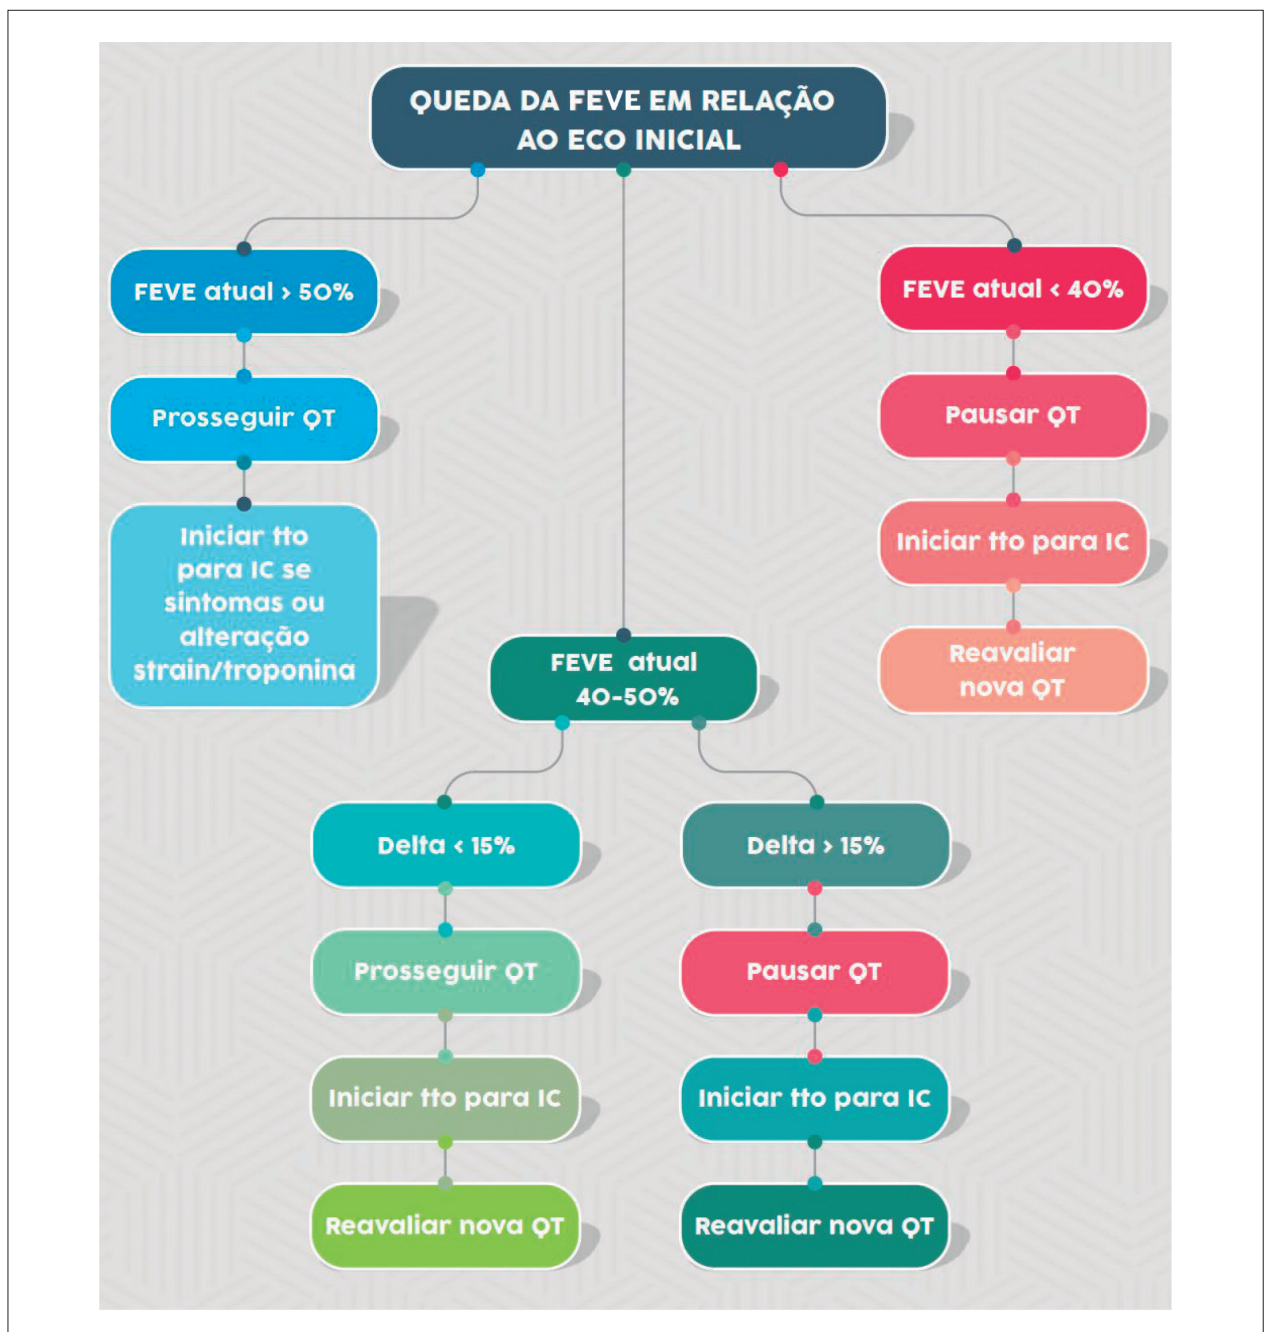 QUEDA DA FEVE EM RELAÇÃO
AO ECO INICIAL
FEVE atual > 50%
Prosseguir QT
Iniciar tto
para IC se
sintomas ou
alteração
strain/troponina
FEVE atual
40-50%
Delta < 15%
Prosseguir QT
Iniciar tto para IC
Reavaliar nova QT
Delta > 15%
Pausar QT
Iniciar tto para IC
Reavaliar nova QT
FEVE atual < 40%
Pausar QT
Iniciar tto para IC
Reavaliar
nova QT